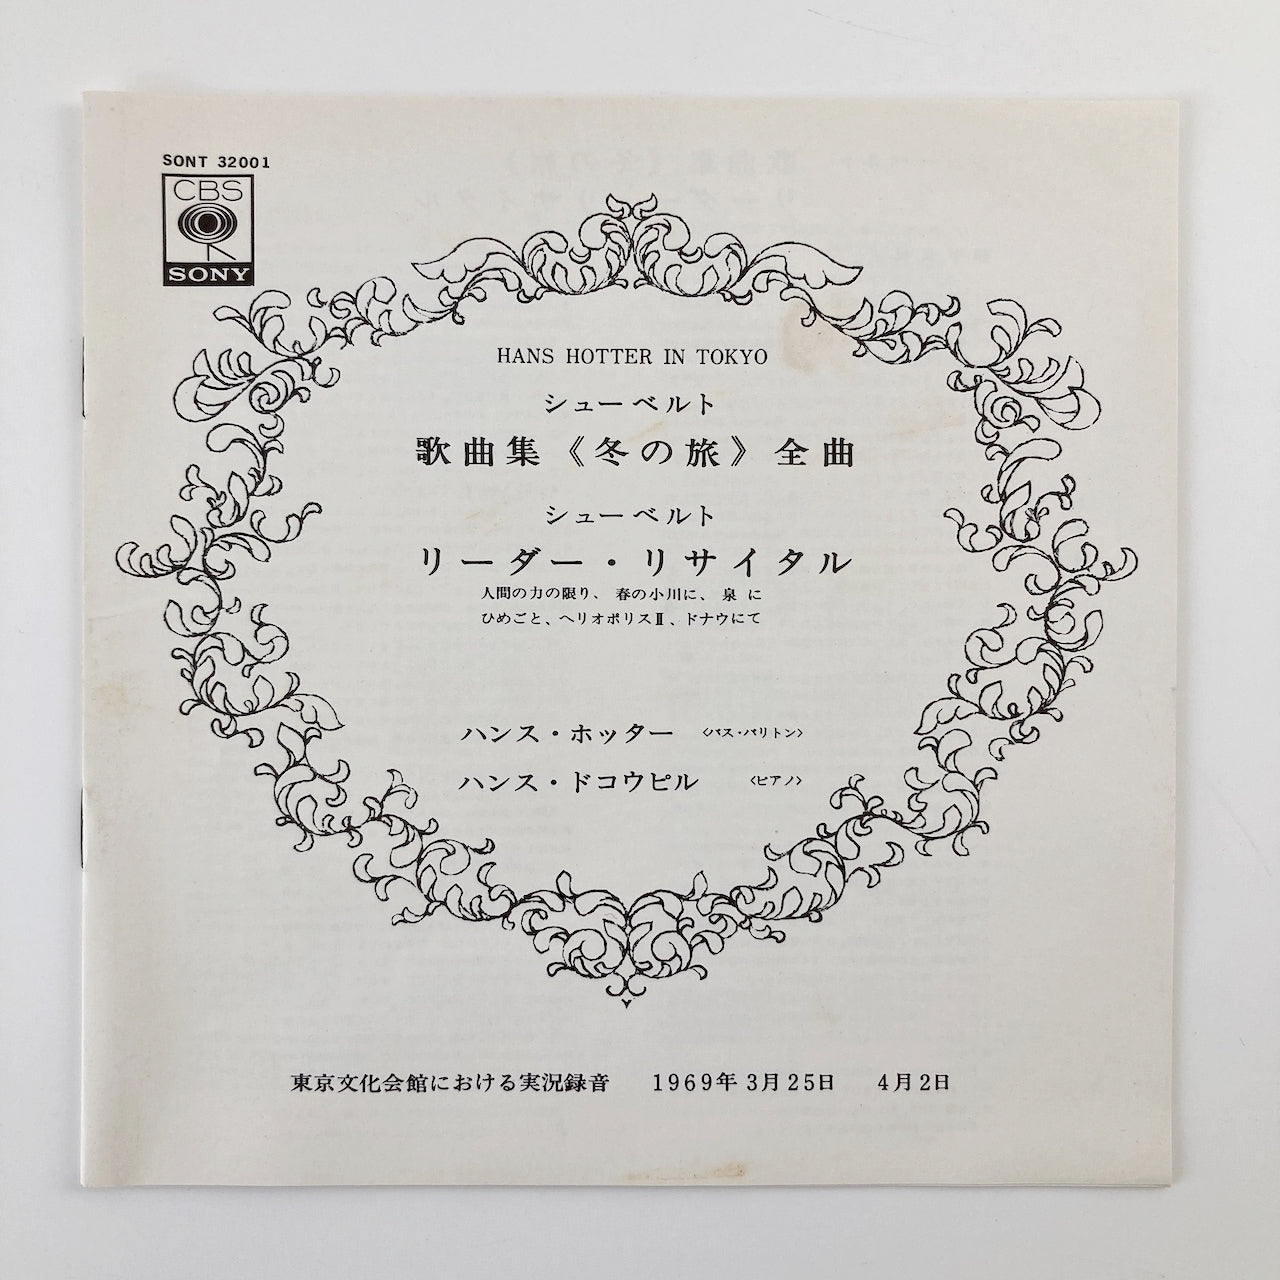 SONT 32001
CBS
SONY
HANS HOTTER IN TOKYO
シューベルト
歌曲集《冬の旅》全曲
シューベルト
リーダー・リサイタル
人間の力の限り、 春の小川に、 泉 に
ひめごと、ヘリオポリスⅡ、ドナウにて
ハンス・ホッター 〈バス・バリトン〉
ハンス・ドコウピル 〈ピアノ〉
東京文化会館における実況録音 1969年3月25日 4月2日